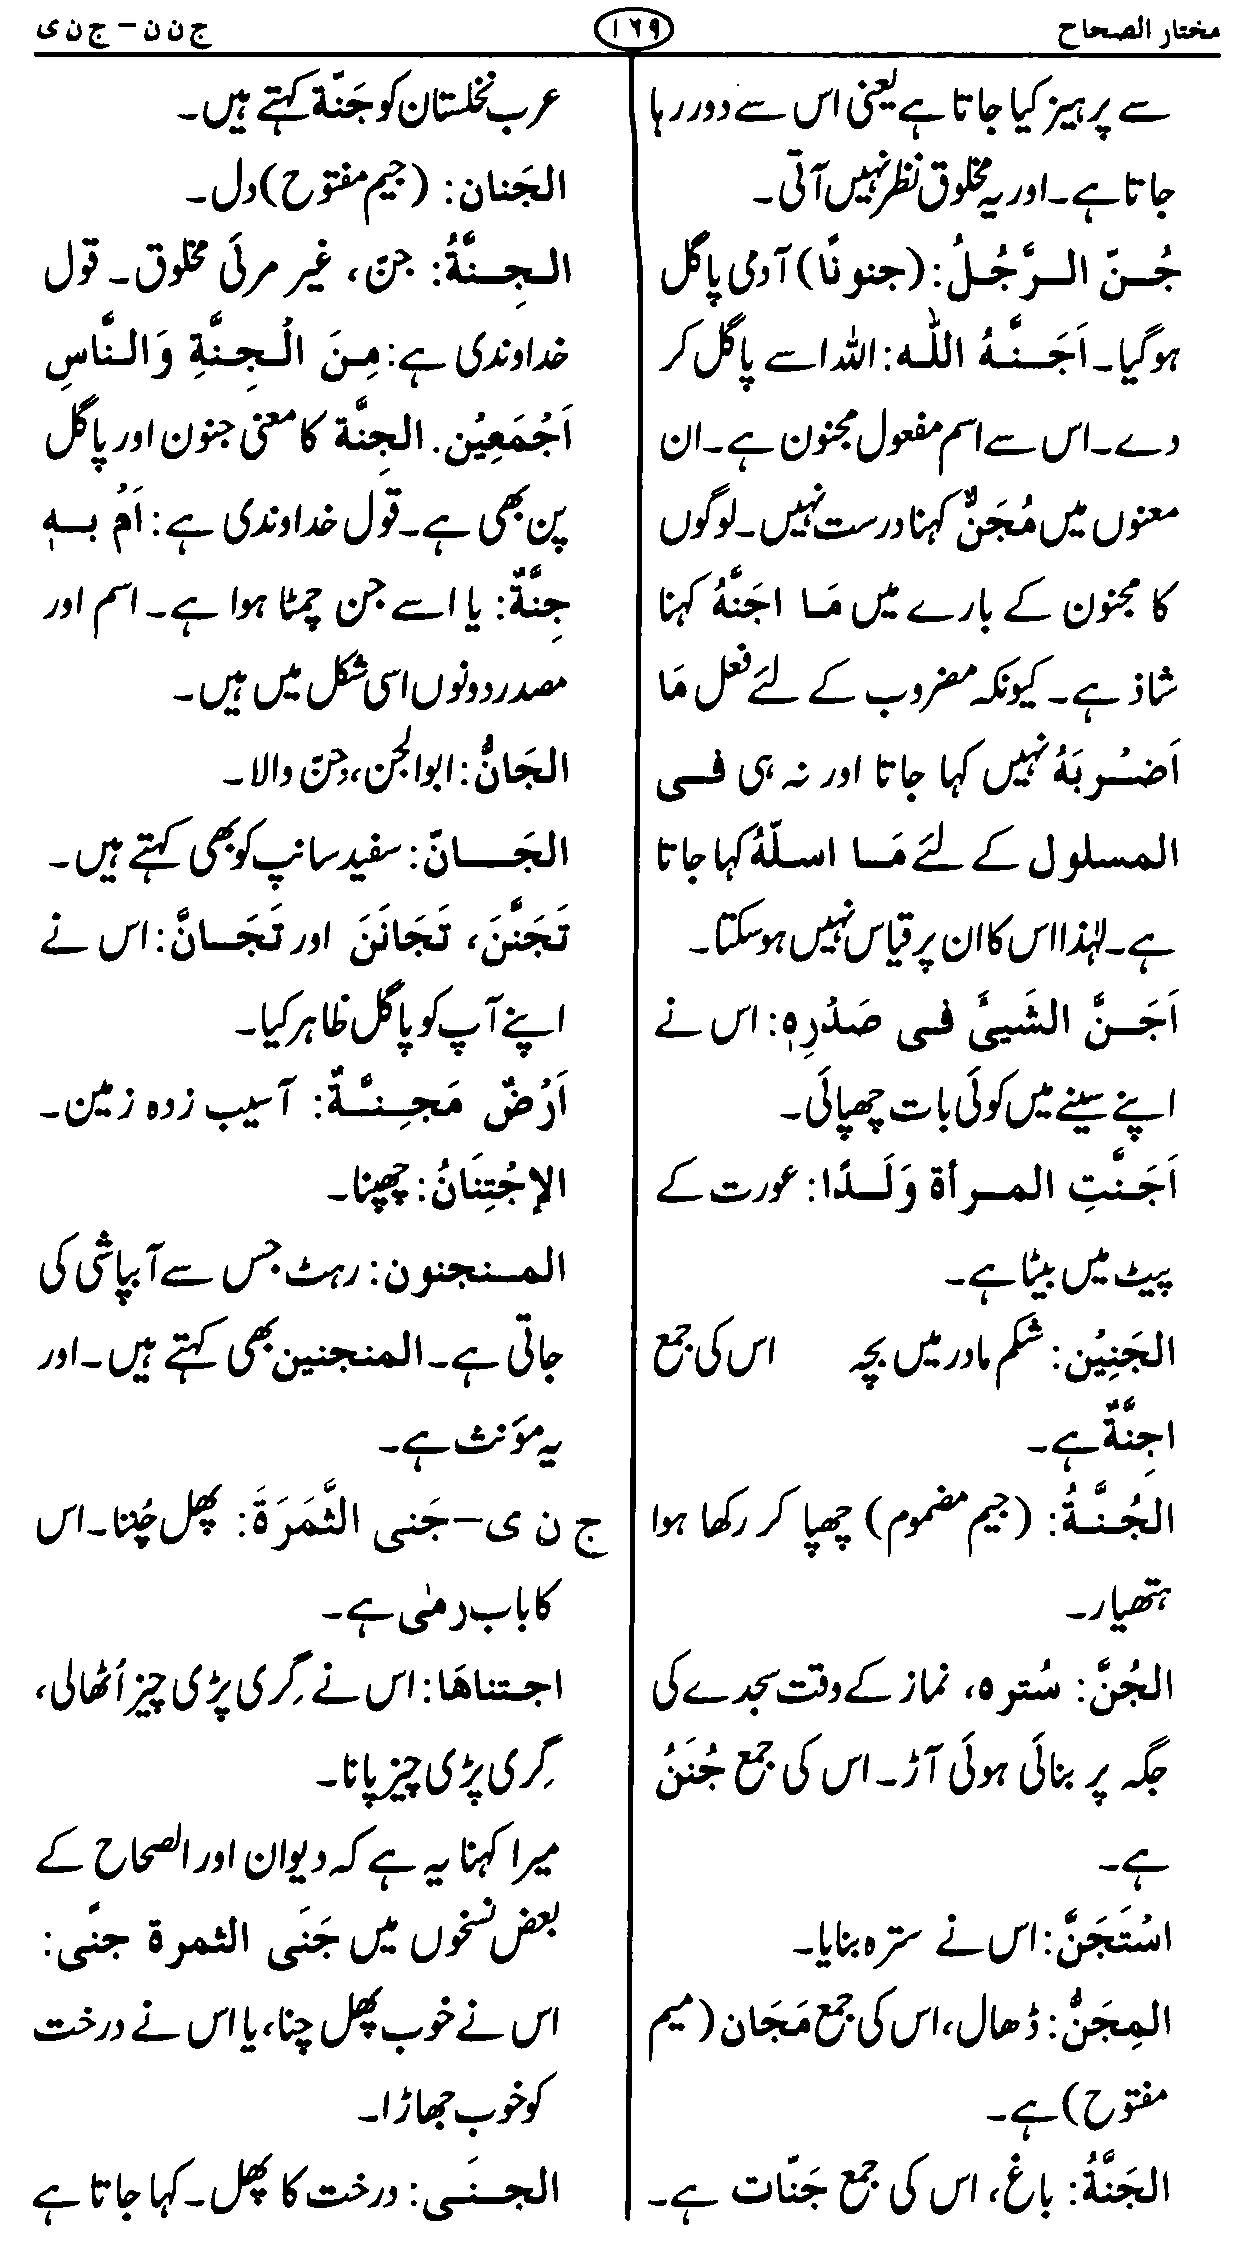 مختار الصحاح
۱۶۹
ج ن ن – ج ن ی
سے پرہیز کیا جاتا ہے یعنی اس سے دور رہا
جاتا ہے۔ اور یہ مخلوق نظر نہیں آتی۔
جُنّ الرَّجُلُ: (جنونًا) آدمی پاگل
ہوگیا۔ اَجَنَّهُ اللّٰه: اللہ اسے پاگل کر
دے۔ اس سے اسم مفعول مجنون ہے۔ ان
معنوں میں مُجَنٌّ کہنا درست نہیں۔ لوگوں
کا مجنون کے بارے میں مَا اجَنَّهُ کہنا
شاذ ہے۔ کیونکہ مضروب کے لئے فعل مَا
اَضْرِبَهُ نہیں کہا جاتا اور نہ ہی فی
المسلول کے لئے مَا اسلّهُ کہا جاتا
ہے۔ لہٰذا اس کا ان پر قیاس نہیں ہوسکتا۔
اَجَنَّ الشَیئَ فی صَدْرِہٖ: اس نے
اپنے سینے میں کوئی بات چھپائی۔
اَجَنَّتِ المرأة وَلَدًا: عورت کے
پیٹ میں بیٹا ہے۔
الجَنِیْن: شکم مادر میں بچہ اس کی جمع
اجِنَّةٌ ہے۔
الجُنَّةُ: (جیم مضموم) چھپا کر رکھا ہوا
ہتھیار۔
الجُنَّ: سُترہ، نماز کے وقت سجدے کی
جگہ پر بنائی ہوئی آڑ۔ اس کی جمع جُنَنُ
ہے۔
اسْتَجَنَّ: اس نے سترہ بنایا۔
المِجَنُّ: ڈھال، اس کی جمع مَجَان (میم
مفتوح) ہے۔
الجَنَّةُ: باغ، اس کی جمع جَنّات ہے۔
عرب نخلستان کو جَنّة کہتے ہیں۔
الجَنان: (جیم مفتوح) دل۔
الجِنَّةُ: جنّ، غیر مرئی مخلوق۔ قول
خداوندی ہے: مِنَ الْجِنَّةِ وَالنَّاسِ
اَجْمَعِیْن. الجِنَّة کا معنی جنون اور پاگل
پن بھی ہے۔ قول خداوندی ہے: اَمْ بہٖ
جِنَّةٌ: یا اسے جن چمٹا ہوا ہے۔ اسم اور
مصدر دونوں اسی شکل میں ہیں۔
الجَانُّ: ابوالجن، جنّ والا۔
الجَانّ: سفید سانپ کو بھی کہتے ہیں۔
تَجَنَّنَ، تَجَانَنَ اور تَجَانَّ: اس نے
اپنے آپ کو پاگل ظاہر کیا۔
اَرْضٌ مَجِنَّةٌ: آسیب زدہ زمین۔
الإجْتِنَانُ: چھپنا۔
المنجنون: رہٹ جس سے آبپاشی کی
جاتی ہے۔ المنجنین بھی کہتے ہیں۔ اور
یہ مؤنث ہے۔
ج ن ی – جَنی الثَّمَرَةَ: پھل چُننا۔ اس
کا باب رمٰی ہے۔
اجتناھَا: اس نے گِری پڑی چیز اُٹھالی،
گِری پڑی چیز پانا۔
میرا کہنا یہ ہے کہ دیوان اور الصحاح کے
بعض نسخوں میں جَنَی الثمرة جنًی:
اس نے خوب پھل چنا، یا اس نے درخت
کو خوب جھاڑا۔
الجنَی: درخت کا پھل۔ کہا جاتا ہے